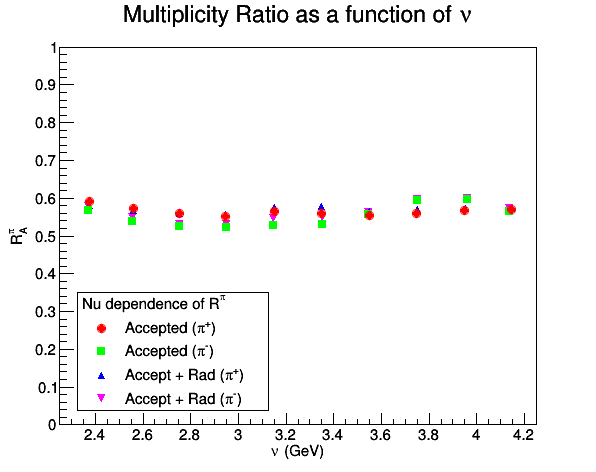 Multiplicity Ratio as a function of ν
1
0.9
0.8
0.7
0.6
0.5
0.4
0.3
0.2
0.1
0
R_A^π
Nu dependence of R^π
Accepted (π⁺)
Accepted (π⁻)
Accept + Rad (π⁺)
Accept + Rad (π⁻)
2.4 2.6 2.8 3 3.2 3.4 3.6 3.8 4 4.2
ν (GeV)